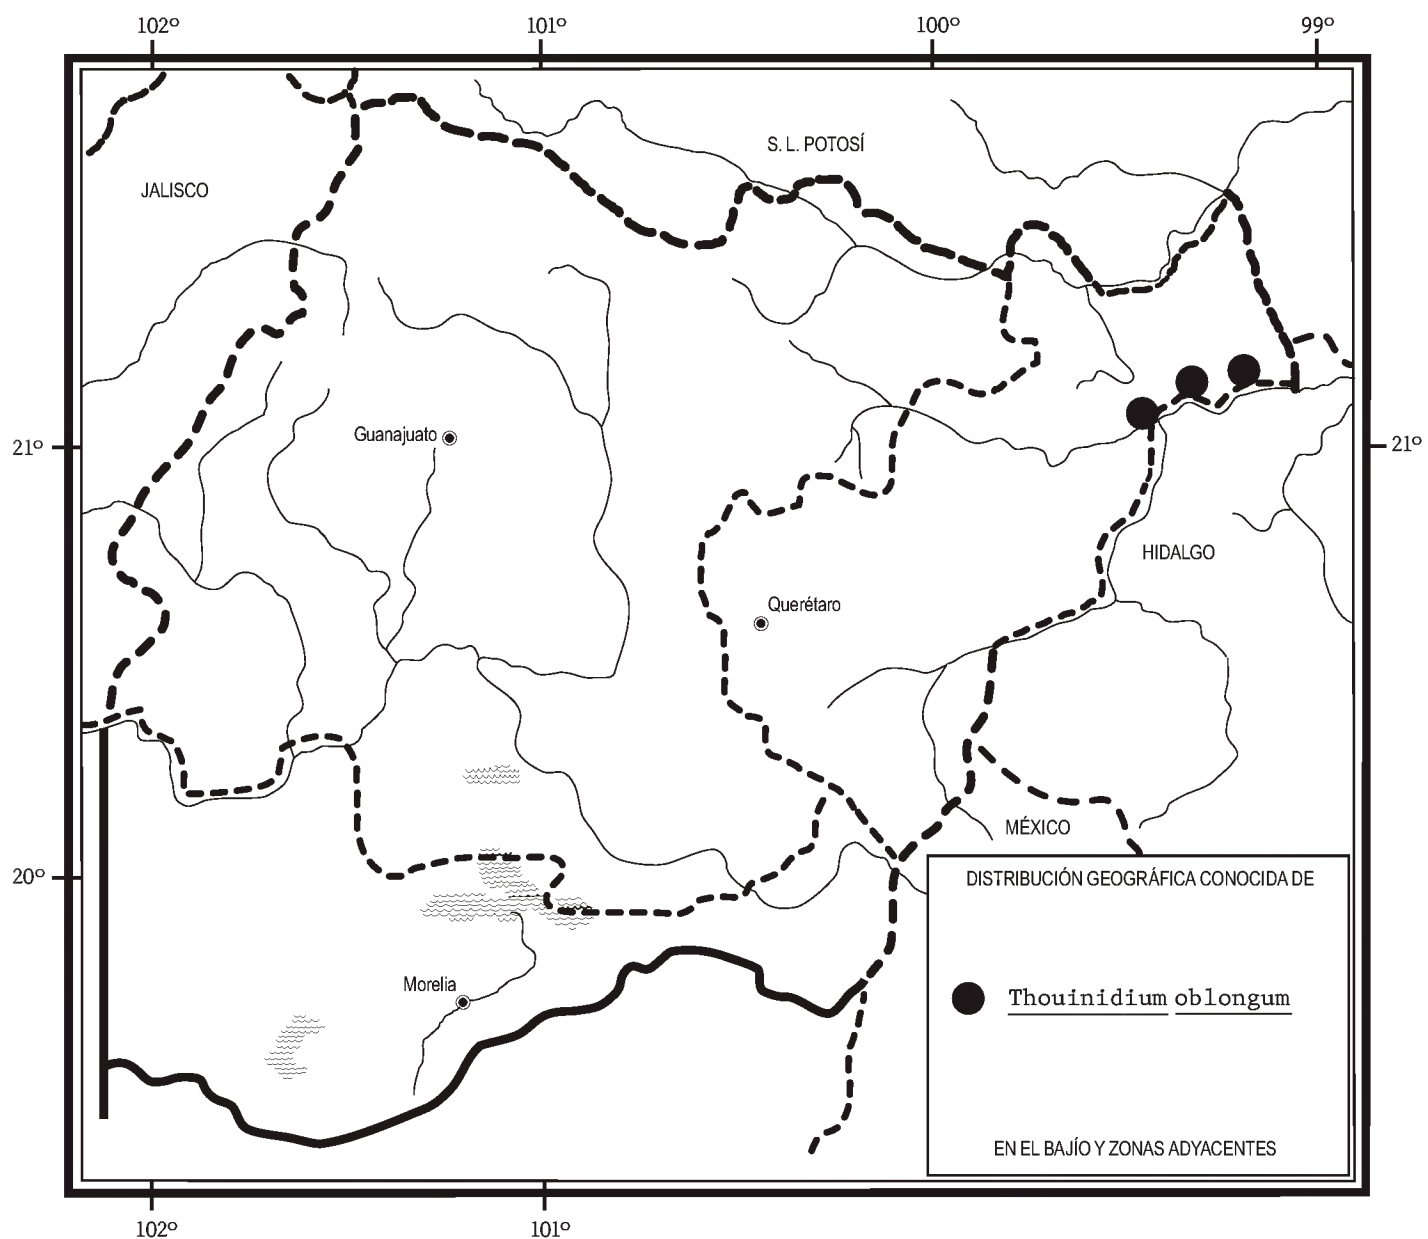 102º 101º 100º 99º
S. L. POTOSÍ
JALISCO
Guanajuato
21º 21º
HIDALGO
Querétaro
MÉXICO
20º
DISTRIBUCIÓN GEOGRÁFICA CONOCIDA DE
Morelia
Thouinidium oblongum
EN EL BAJÍO Y ZONAS ADYACENTES
102º 101º